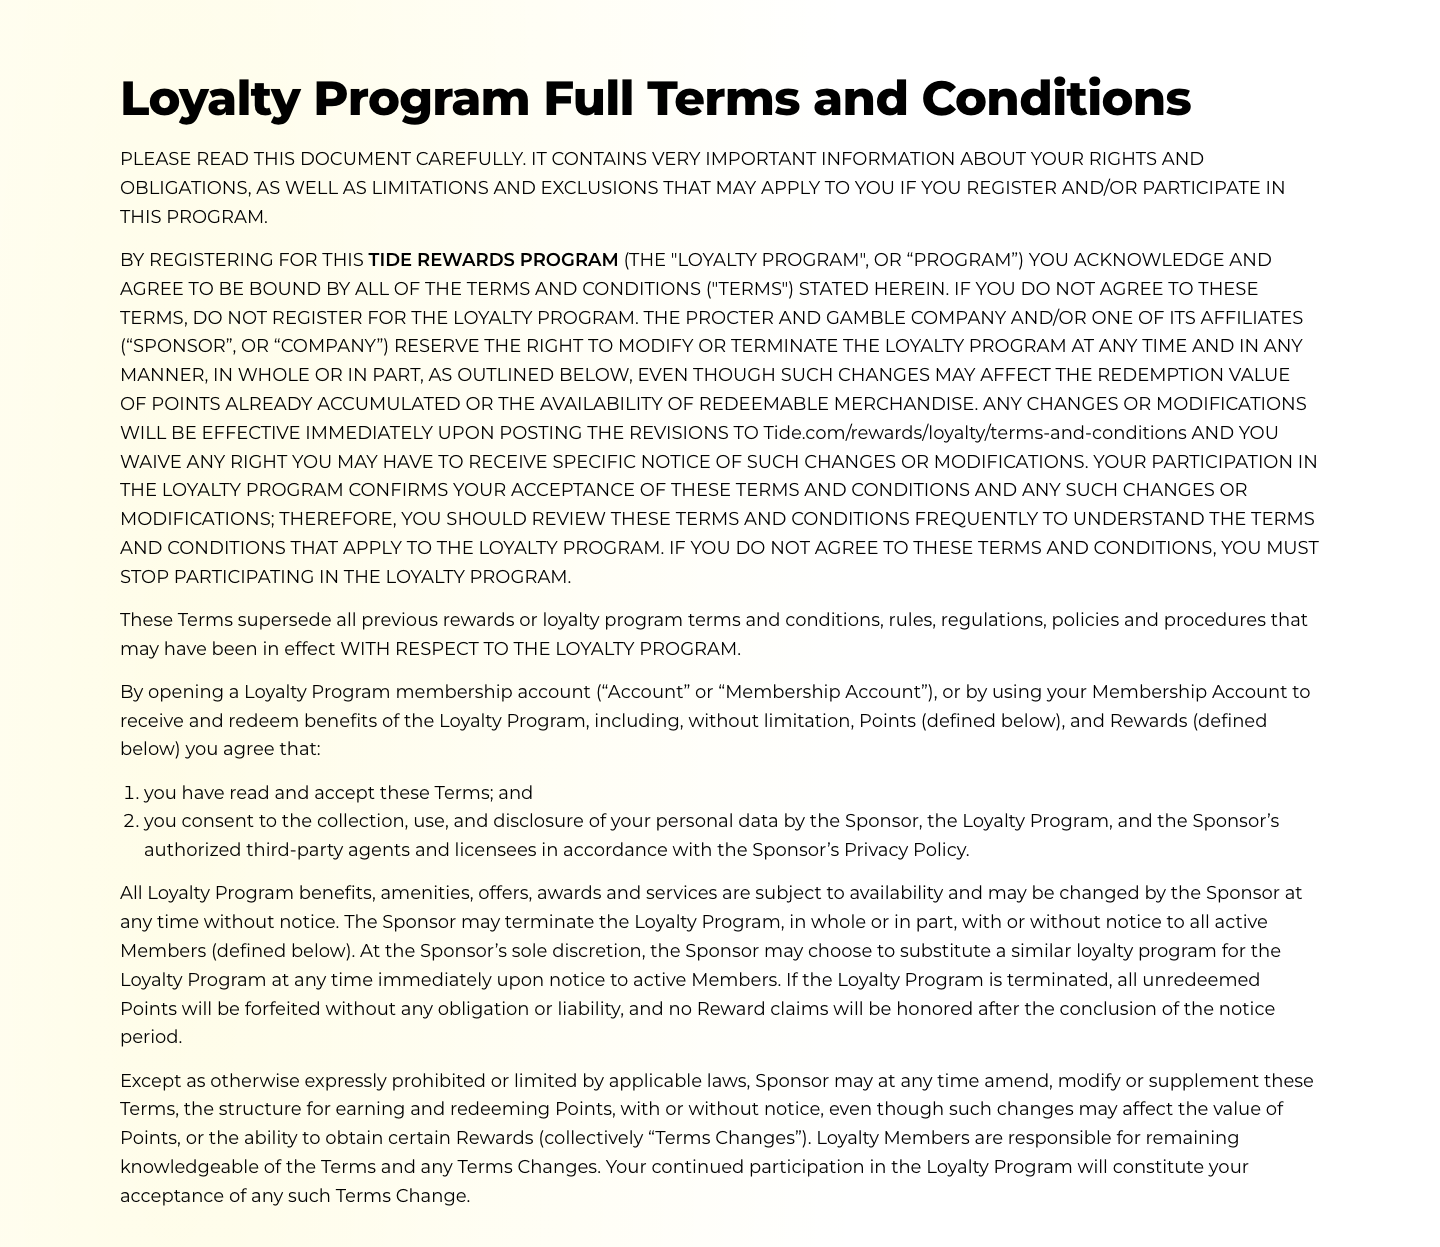 Loyalty Program Full Terms and Conditions
PLEASE READ THIS DOCUMENT CAREFULLY. IT CONTAINS VERY IMPORTANT INFORMATION ABOUT YOUR RIGHTS AND
OBLIGATIONS, AS WELL AS LIMITATIONS AND EXCLUSIONS THAT MAY APPLY TO YOU IF YOU REGISTER AND/OR PARTICIPATE IN
THIS PROGRAM.
BY REGISTERING FOR THIS TIDE REWARDS PROGRAM (THE "LOYALTY PROGRAM", OR “PROGRAM”) YOU ACKNOWLEDGE AND
AGREE TO BE BOUND BY ALL OF THE TERMS AND CONDITIONS ("TERMS") STATED HEREIN. IF YOU DO NOT AGREE TO THESE
TERMS, DO NOT REGISTER FOR THE LOYALTY PROGRAM. THE PROCTER AND GAMBLE COMPANY AND/OR ONE OF ITS AFFILIATES
(“SPONSOR”, OR “COMPANY”) RESERVE THE RIGHT TO MODIFY OR TERMINATE THE LOYALTY PROGRAM AT ANY TIME AND IN ANY
MANNER, IN WHOLE OR IN PART, AS OUTLINED BELOW, EVEN THOUGH SUCH CHANGES MAY AFFECT THE REDEMPTION VALUE
OF POINTS ALREADY ACCUMULATED OR THE AVAILABILITY OF REDEEMABLE MERCHANDISE. ANY CHANGES OR MODIFICATIONS
WILL BE EFFECTIVE IMMEDIATELY UPON POSTING THE REVISIONS TO Tide.com/rewards/loyalty/terms-and-conditions AND YOU
WAIVE ANY RIGHT YOU MAY HAVE TO RECEIVE SPECIFIC NOTICE OF SUCH CHANGES OR MODIFICATIONS. YOUR PARTICIPATION IN
THE LOYALTY PROGRAM CONFIRMS YOUR ACCEPTANCE OF THESE TERMS AND CONDITIONS AND ANY SUCH CHANGES OR
MODIFICATIONS; THEREFORE, YOU SHOULD REVIEW THESE TERMS AND CONDITIONS FREQUENTLY TO UNDERSTAND THE TERMS
AND CONDITIONS THAT APPLY TO THE LOYALTY PROGRAM. IF YOU DO NOT AGREE TO THESE TERMS AND CONDITIONS, YOU MUST
STOP PARTICIPATING IN THE LOYALTY PROGRAM.
These Terms supersede all previous rewards or loyalty program terms and conditions, rules, regulations, policies and procedures that
may have been in effect WITH RESPECT TO THE LOYALTY PROGRAM.
By opening a Loyalty Program membership account (“Account” or “Membership Account”), or by using your Membership Account to
receive and redeem benefits of the Loyalty Program, including, without limitation, Points (defined below), and Rewards (defined
below) you agree that:
1. you have read and accept these Terms; and
2. you consent to the collection, use, and disclosure of your personal data by the Sponsor, the Loyalty Program, and the Sponsor’s
authorized third-party agents and licensees in accordance with the Sponsor’s Privacy Policy.
All Loyalty Program benefits, amenities, offers, awards and services are subject to availability and may be changed by the Sponsor at
any time without notice. The Sponsor may terminate the Loyalty Program, in whole or in part, with or without notice to all active
Members (defined below). At the Sponsor’s sole discretion, the Sponsor may choose to substitute a similar loyalty program for the
Loyalty Program at any time immediately upon notice to active Members. If the Loyalty Program is terminated, all unredeemed
Points will be forfeited without any obligation or liability, and no Reward claims will be honored after the conclusion of the notice
period.
Except as otherwise expressly prohibited or limited by applicable laws, Sponsor may at any time amend, modify or supplement these
Terms, the structure for earning and redeeming Points, with or without notice, even though such changes may affect the value of
Points, or the ability to obtain certain Rewards (collectively “Terms Changes”). Loyalty Members are responsible for remaining
knowledgeable of the Terms and any Terms Changes. Your continued participation in the Loyalty Program will constitute your
acceptance of any such Terms Change.